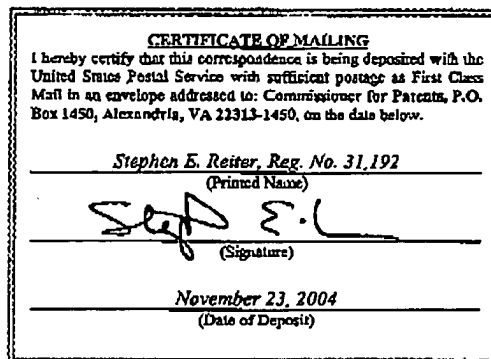 CERTIFICATE OF MAILING
I hereby certify that this correspondence is being deposited with the
United States Postal Service with sufficient postage as First Class
Mail in an envelope addressed to: Commissioner for Patents, P.O.
Box 1450, Alexandria, VA 22313-1450, on the date below.
Stephen E. Reiter, Reg. No. 31,192
(Printed Name)
(Signature)
November 23, 2004
(Date of Deposit)